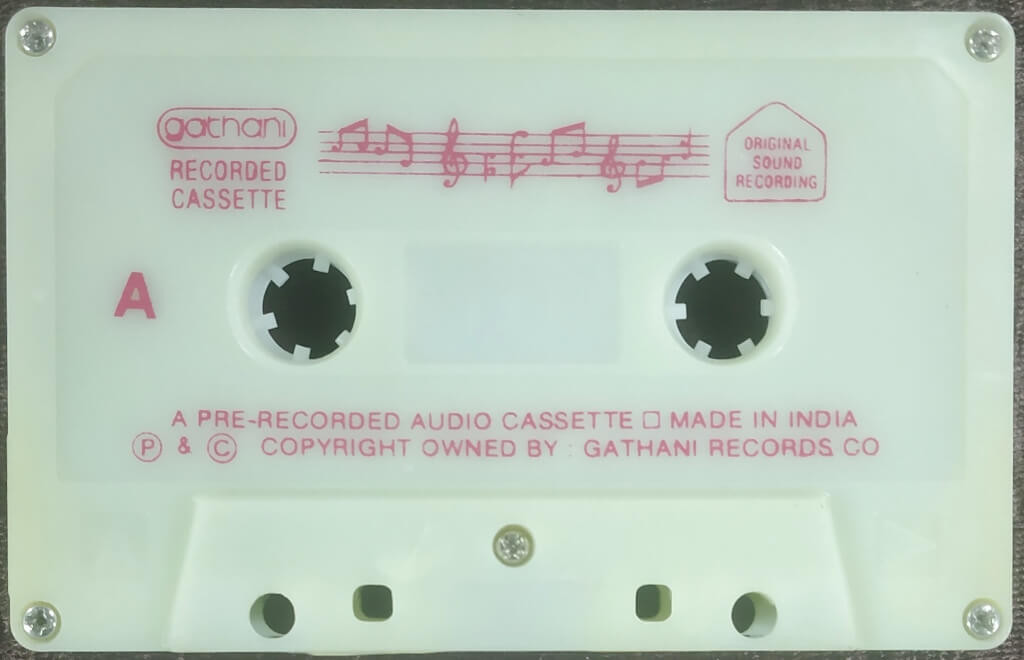 gathani
RECORDED
CASSETTE
ORIGINAL
SOUND
RECORDING
A
A PRE-RECORDED AUDIO CASSETTE □ MADE IN INDIA
Ⓟ & Ⓒ COPYRIGHT OWNED BY : GATHANI RECORDS CO